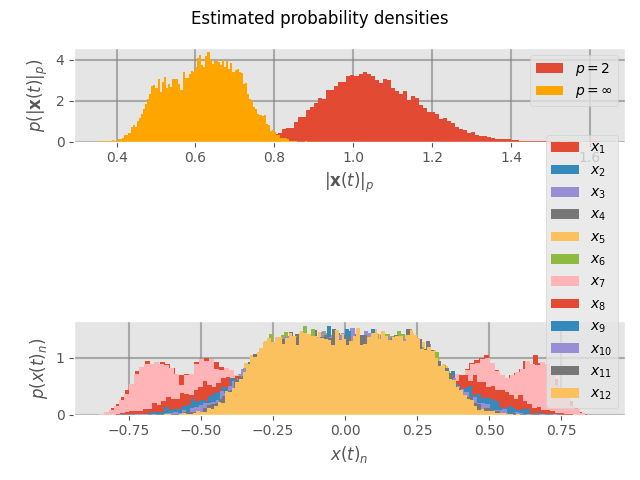 Estimated probability densities
4
2
0
p(|x(t)|ₚ)
p = 2
p = ∞
0.4 0.6 0.8 1.0 1.2 1.4 1.6
|x(t)|ₚ
x₁
x₂
x₃
x₄
x₅
x₆
x₇
x₈
x₉
x₁₀
x₁₁
x₁₂
1
0
p(x(t)ₙ)
−0.75 −0.50 −0.25 0.00 0.25 0.50 0.75
x(t)ₙ